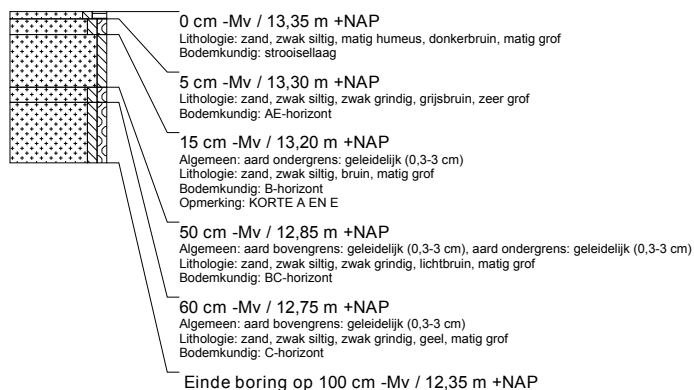 0 cm -Mv / 13,35 m +NAP
Lithologie: zand, zwak siltig, matig humeus, donkerbruin, matig grof
Bodemkundig: strooisellaag
5 cm -Mv / 13,30 m +NAP
Lithologie: zand, zwak siltig, zwak grindig, grijsbruin, zeer grof
Bodemkundig: AE-horizont
15 cm -Mv / 13,20 m +NAP
Algemeen: aard ondergrens: geleidelijk (0,3-3 cm)
Lithologie: zand, zwak siltig, bruin, matig grof
Bodemkundig: B-horizont
Opmerking: KORTE A EN E
50 cm -Mv / 12,85 m +NAP
Algemeen: aard bovengrens: geleidelijk (0,3-3 cm), aard ondergrens: geleidelijk (0,3-3 cm)
Lithologie: zand, zwak siltig, zwak grindig, lichtbruin, matig grof
Bodemkundig: BC-horizont
60 cm -Mv / 12,75 m +NAP
Algemeen: aard bovengrens: geleidelijk (0,3-3 cm)
Lithologie: zand, zwak siltig, zwak grindig, geel, matig grof
Bodemkundig: C-horizont
Einde boring op 100 cm -Mv / 12,35 m +NAP